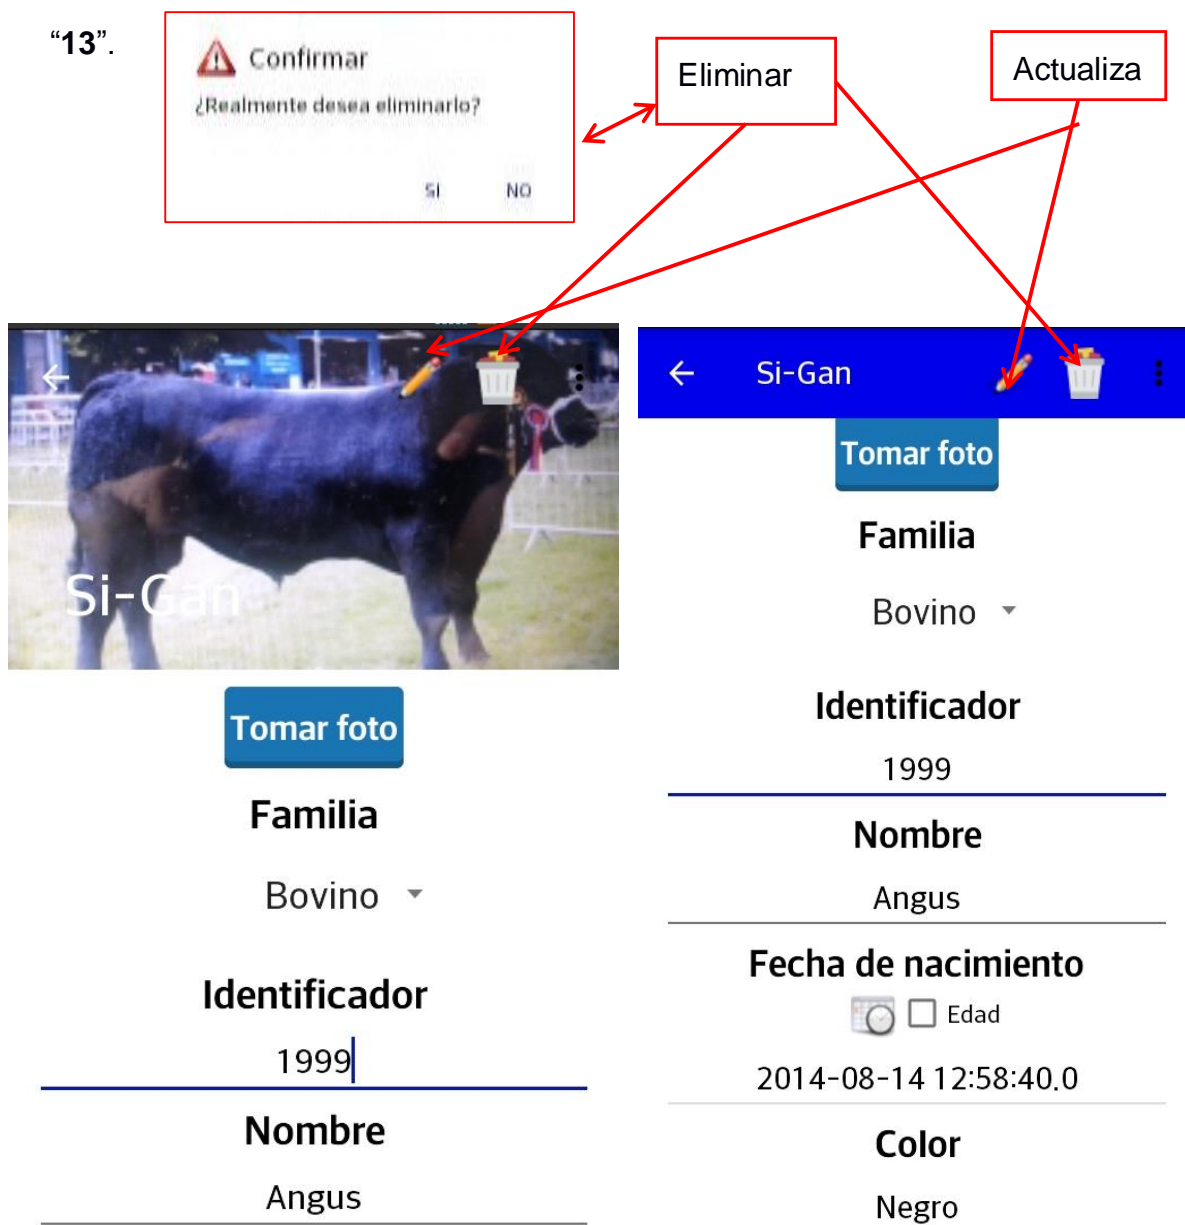 “13”.
Confirmar
¿Realmente desea eliminarlo?
SI NO
Eliminar
Actualiza
Si-Gan
Tomar foto
Familia
Bovino
Identificador
1999
Nombre
Angus
Si-Gan
Tomar foto
Familia
Bovino
Identificador
1999
Nombre
Angus
Fecha de nacimiento
Edad
2014-08-14 12:58:40.0
Color
Negro